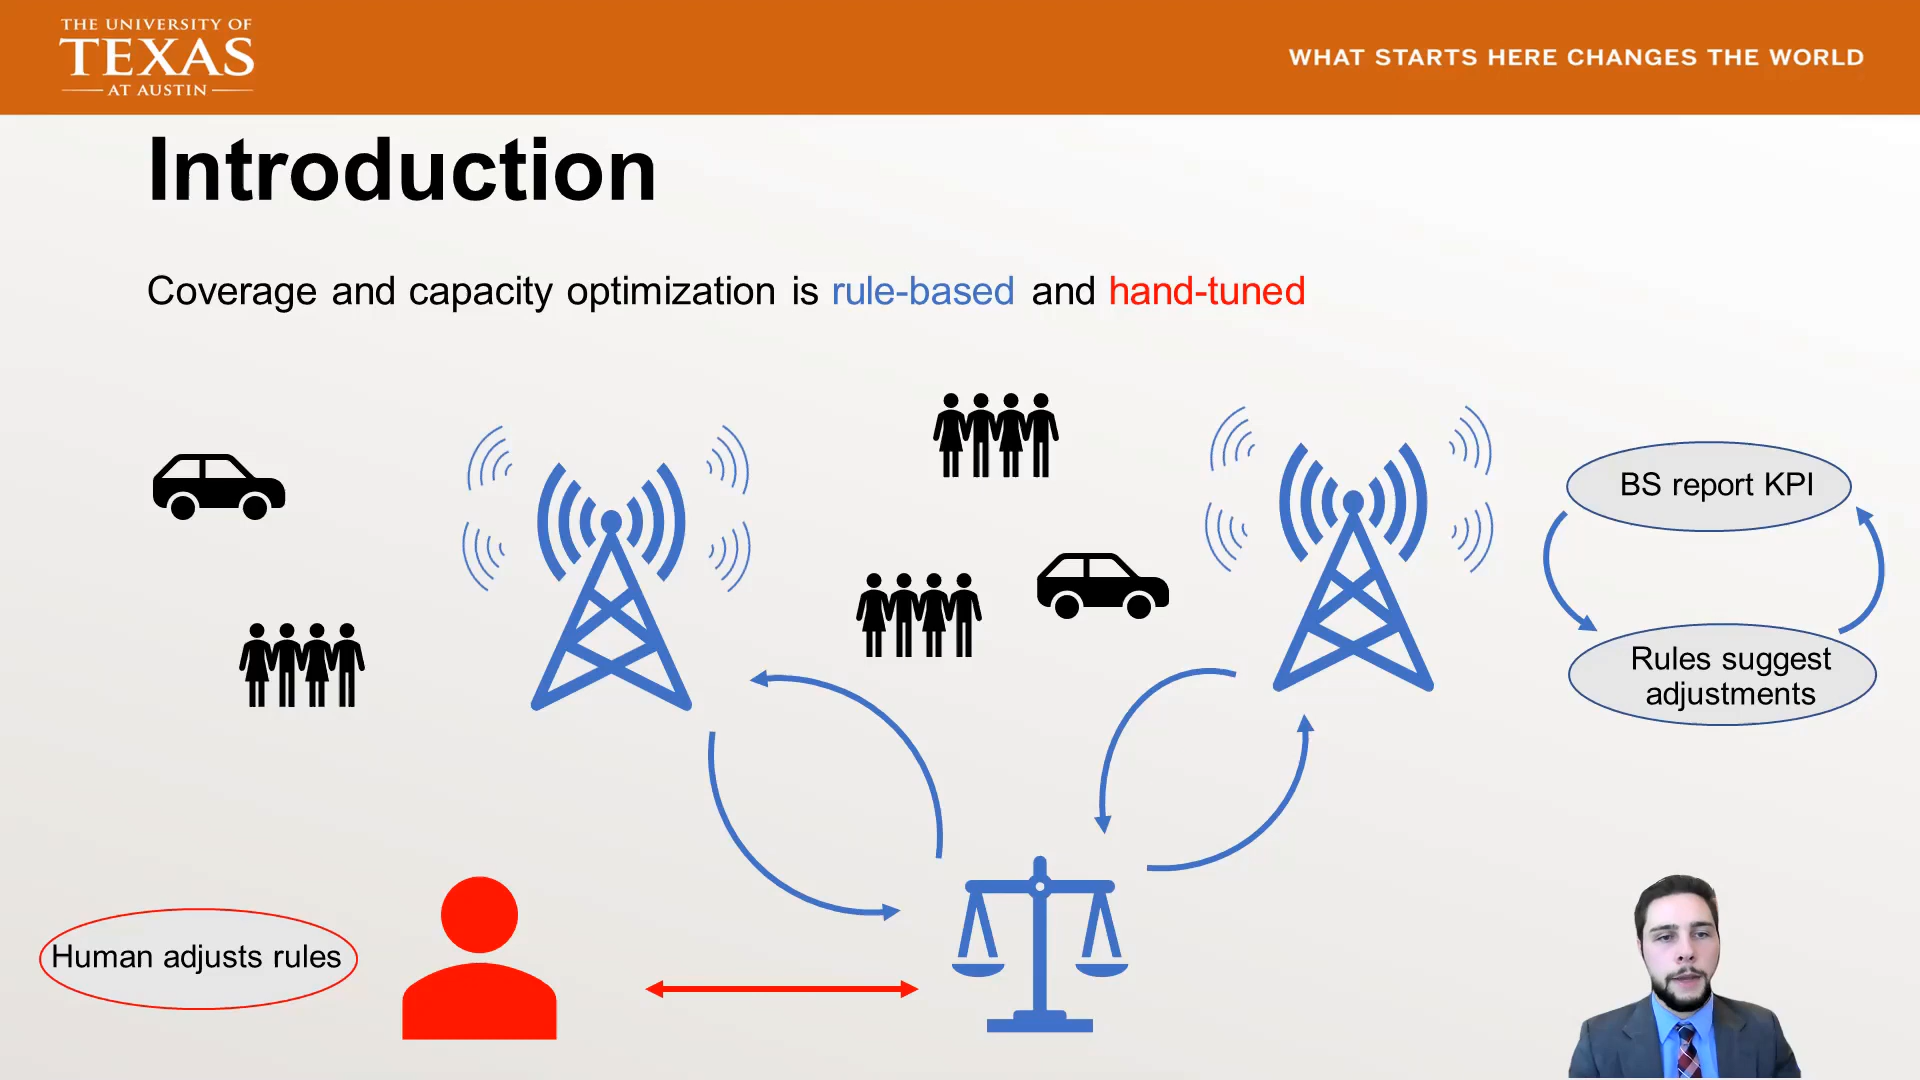 THE UNIVERSITY OF
TEXAS
AT AUSTIN
WHAT STARTS HERE CHANGES THE WORLD
Introduction
Coverage and capacity optimization is rule-based and hand-tuned
BS report KPI
Rules suggest
adjustments
Human adjusts rules